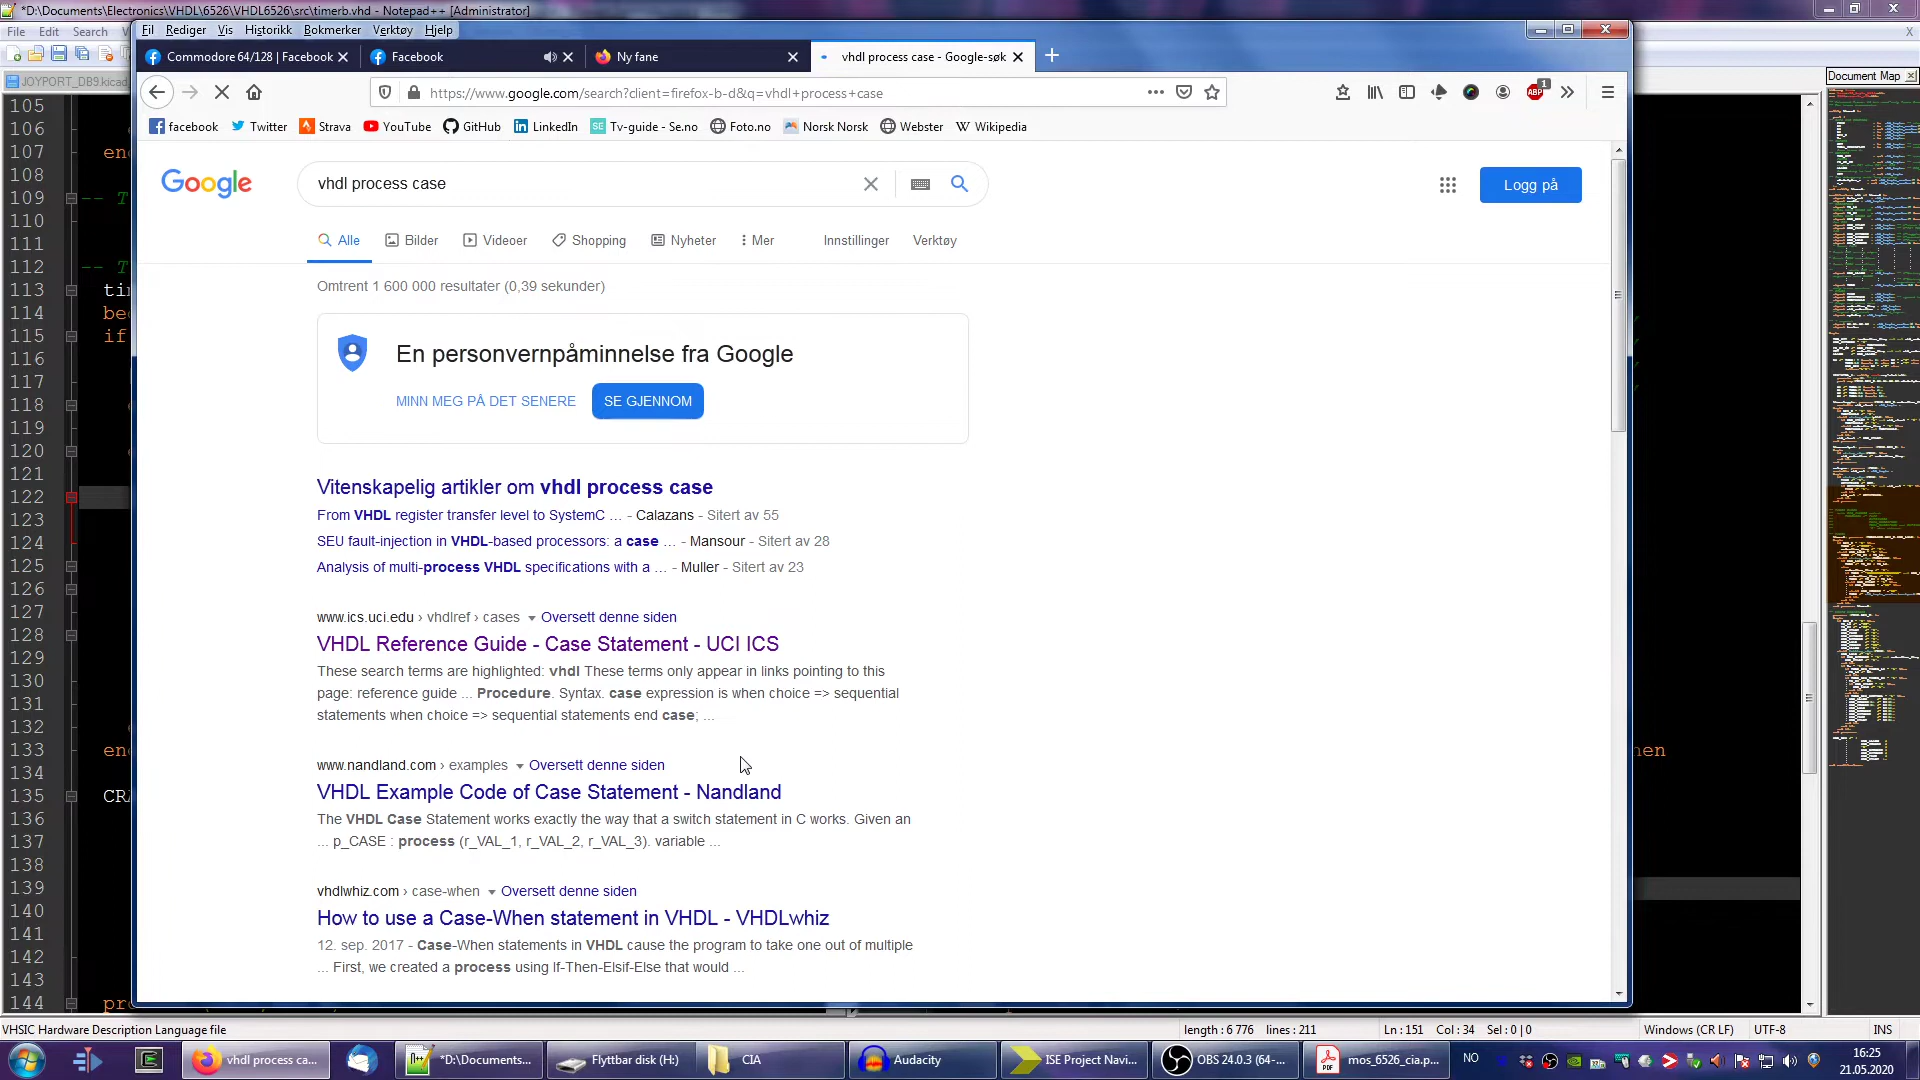 *D:\Documents\Electronics\VHDL\6526\VHDL6526\src\timerb.vhd - Notepad++ [Administrator]
File Edit Search
JOYPORT_DB9.kicad
Document Map
Fil Rediger Vis Historikk Bokmerker Verktøy Hjelp
Commodore 64/128 | Facebook
Facebook
Ny fane
vhdl process case - Google-søk
https://www.google.com/search?client=firefox-b-d&q=vhdl+process+case
ABP 1
facebook Twitter Strava YouTube GitHub LinkedIn Tv-guide - Se.no Foto.no Norsk Norsk Webster Wikipedia
Google
vhdl process case
Logg på
Alle Bilder Videoer Shopping Nyheter Mer Innstillinger Verktøy
Omtrent 1 600 000 resultater (0,39 sekunder)
En personvernpåminnelse fra Google
MINN MEG PÅ DET SENERE SE GJENNOM
Vitenskapelig artikler om vhdl process case
From VHDL register transfer level to SystemC ... - Calazans - Sitert av 55
SEU fault-injection in VHDL-based processors: a case ... - Mansour - Sitert av 28
Analysis of multi-process VHDL specifications with a ... - Muller - Sitert av 23
www.ics.uci.edu › vhdlref › cases Oversett denne siden
VHDL Reference Guide - Case Statement - UCI ICS
These search terms are highlighted: vhdl These terms only appear in links pointing to this
page: reference guide ... Procedure. Syntax. case expression is when choice => sequential
statements when choice => sequential statements end case; ...
www.nandland.com › examples Oversett denne siden
VHDL Example Code of Case Statement - Nandland
The VHDL Case Statement works exactly the way that a switch statement in C works. Given an
... p_CASE : process (r_VAL_1, r_VAL_2, r_VAL_3). variable ...
vhdlwhiz.com › case-when Oversett denne siden
How to use a Case-When statement in VHDL - VHDLwhiz
12. sep. 2017 - Case-When statements in VHDL cause the program to take one out of multiple
... First, we created a process using If-Then-Elsif-Else that would ...
105
106
107 en
108
109 -- T
110
111
112 -- T
113 ti
114 be
115 if
116
117
118
119
120
121
122
123
124
125
126
127
128
129
130
131
132
133 en
134
135 CR
136
137
138
139
140
141
142
143
144 pr
VHSIC Hardware Description Language file length : 6 776 lines : 211 Ln : 151 Col : 34 Sel : 0 | 0 Windows (CR LF) UTF-8 INS
vhdl process ca... *D:\Documents... Flyttbar disk (H:) CIA Audacity ISE Project Navi... OBS 24.0.3 (64-... mos_6526_cia.p... NO 16:25
21.05.2020